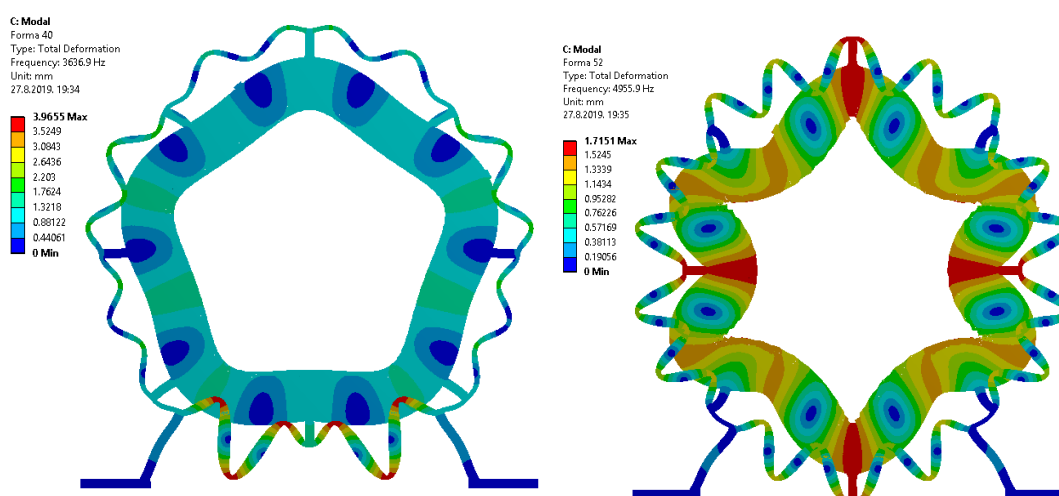 C: Modal
Forma 40
Type: Total Deformation
Frequency: 3636.9 Hz
Unit: mm
27.8.2019. 19:34
3.9655 Max
3.5249
3.0843
2.6436
2.203
1.7624
1.3218
0.88122
0.44061
0 Min
C: Modal
Forma 52
Type: Total Deformation
Frequency: 4955.9 Hz
Unit: mm
27.8.2019. 19:35
1.7151 Max
1.5245
1.3339
1.1434
0.95282
0.76226
0.57169
0.38113
0.19056
0 Min